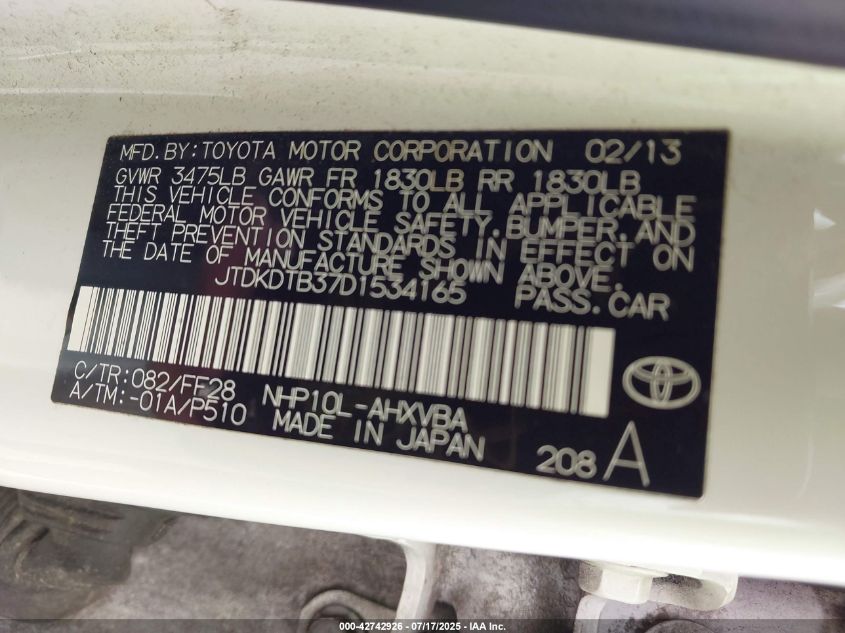 MFD.BY:TOYOTA MOTOR CORPORATION 02/13
GVWR 3475LB GAWR FR 1830LB RR 1830LB
THIS VEHICLE CONFORMS TO ALL APPLICABLE
FEDERAL MOTOR VEHICLE SAFETY,BUMPER,AND
THEFT PREVENTION STANDARDS IN EFFECT ON
THE DATE OF MANUFACTURE SHOWN ABOVE.
JTDKDTB37D1534165 PASS.CAR
C/TR:082/FF28 NHP10L-AHXVBA
A/TM:-01A/P510 MADE IN JAPAN
208 A
000-42742926 - 07/17/2025 - IAA Inc.